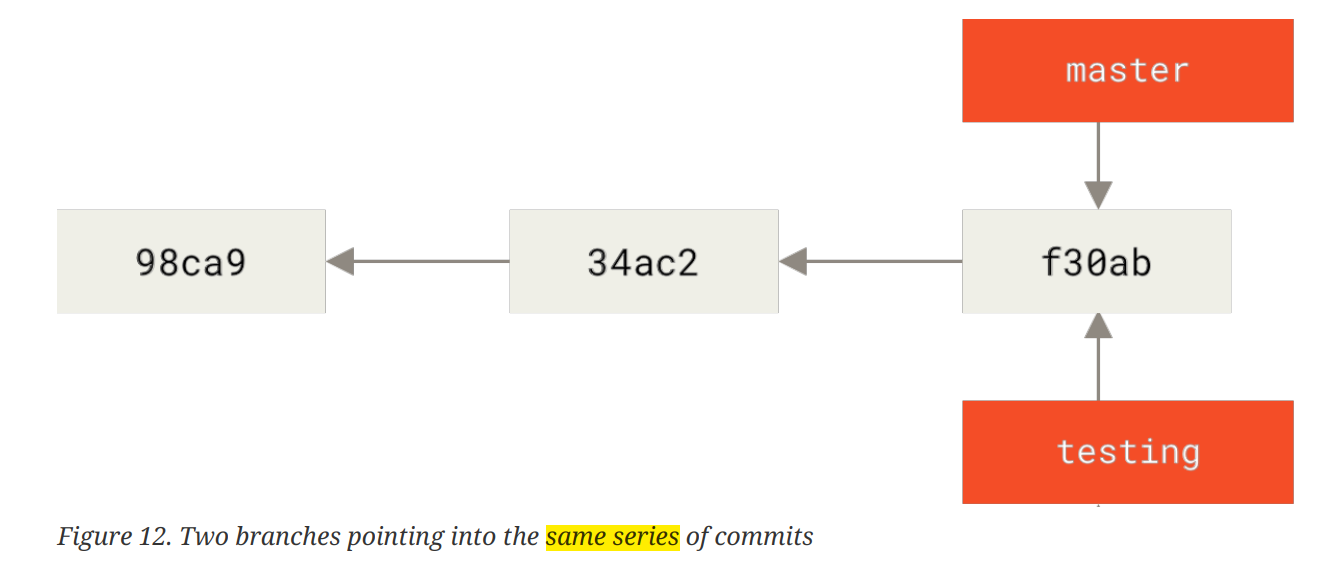 master
98ca9
34ac2
f30ab
testing
Figure 12. Two branches pointing into the same series of commits